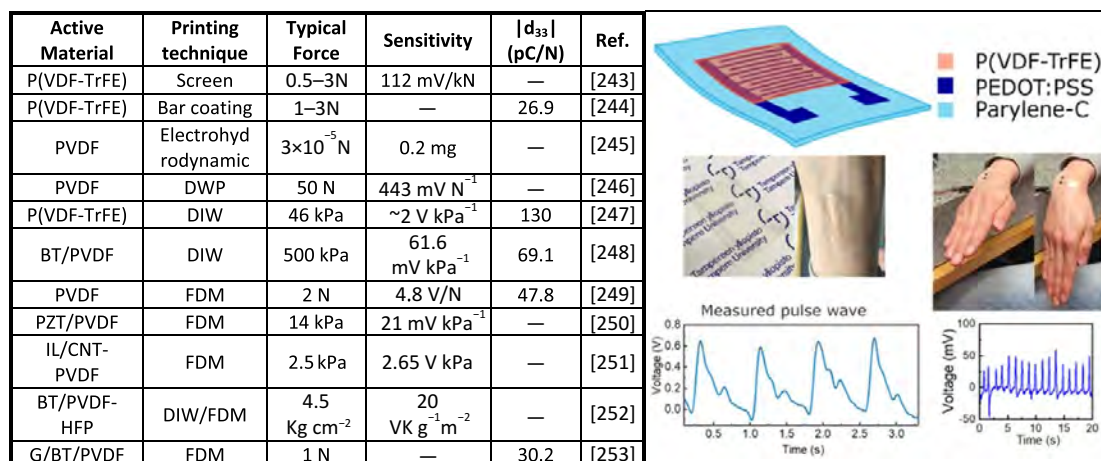 Active Material Printing technique Typical Force Sensitivity |d₃₃| (pC/N) Ref.
P(VDF-TrFE) Screen 0.5–3N 112 mV/kN — [243]
P(VDF-TrFE) Bar coating 1–3N — 26.9 [244]
PVDF Electrohyd rodynamic 3×10⁻⁵N 0.2 mg — [245]
PVDF DWP 50 N 443 mV N⁻¹ — [246]
P(VDF-TrFE) DIW 46 kPa ~2 V kPa⁻¹ 130 [247]
BT/PVDF DIW 500 kPa 61.6 mV kPa⁻¹ 69.1 [248]
PVDF FDM 2 N 4.8 V/N 47.8 [249]
PZT/PVDF FDM 14 kPa 21 mV kPa⁻¹ — [250]
IL/CNT-PVDF FDM 2.5 kPa 2.65 V kPa — [251]
BT/PVDF-HFP DIW/FDM 4.5 Kg cm⁻² 20 VK g⁻¹m⁻² — [252]
G/BT/PVDF FDM 1 N — 30.2 [253]
P(VDF-TrFE)
PEDOT:PSS
Parylene-C
Tampereen yliopisto
Tampere University
Measured pulse wave
Voltage (V)
0.8
0.6
0.4
0.2
0.0
0.5 1.0 1.5 2.0 2.5 3.0
Time (s)
Voltage (mV)
100
50
0
-50
0 5 10 15 20
Time (s)